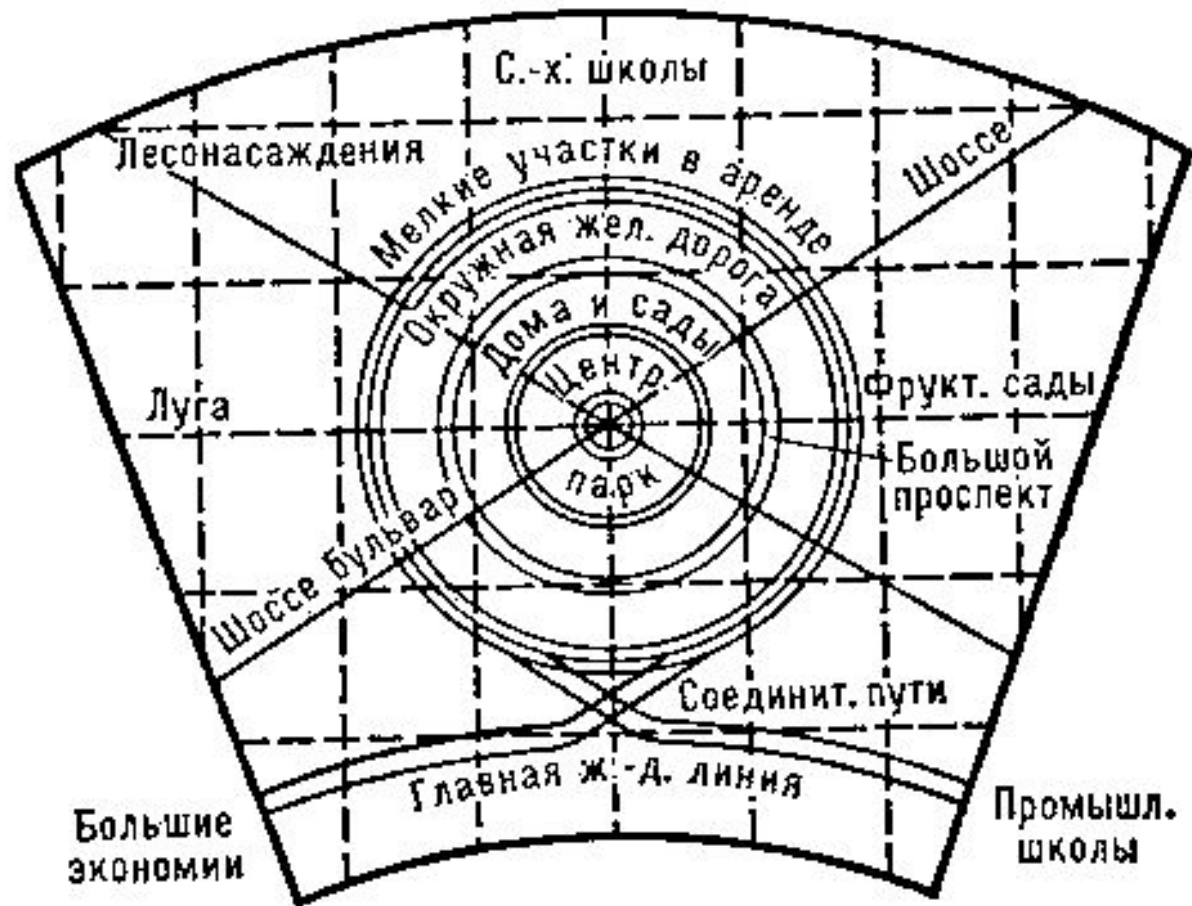 С.-х. школы
Лесонасаждения
Шоссе
Мелкие участки в аренде
Окружная жел. дорога
Дома и сады
Центр.
парк
Луга
Фрукт. сады
Большой
проспект
Шоссе Бульвар
Соединит. пути
Главная ж.-д. линия
Большие
экономии
Промышл.
школы